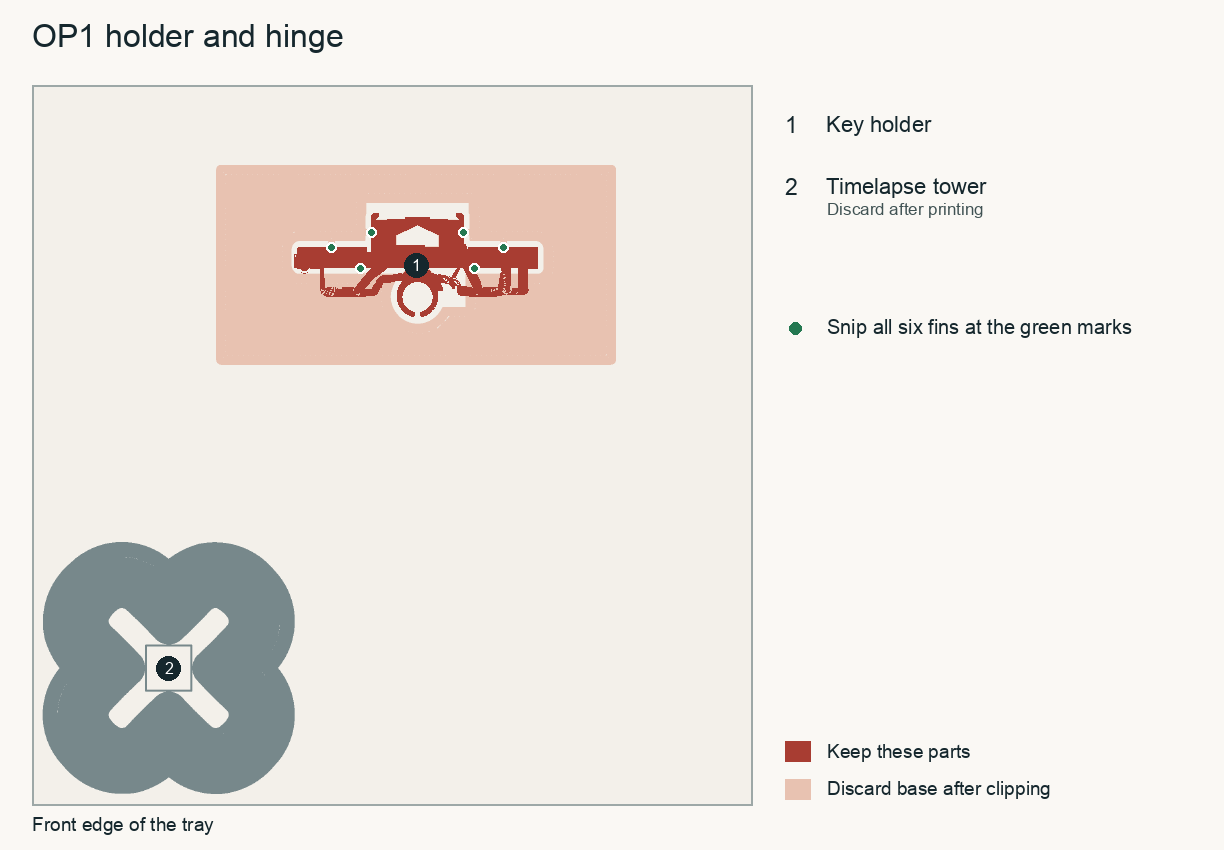 OP1 holder and hinge
1 Key holder
2 Timelapse tower
Discard after printing
1
Snip all six fins at the green marks
2
Keep these parts
Discard base after clipping
Front edge of the tray